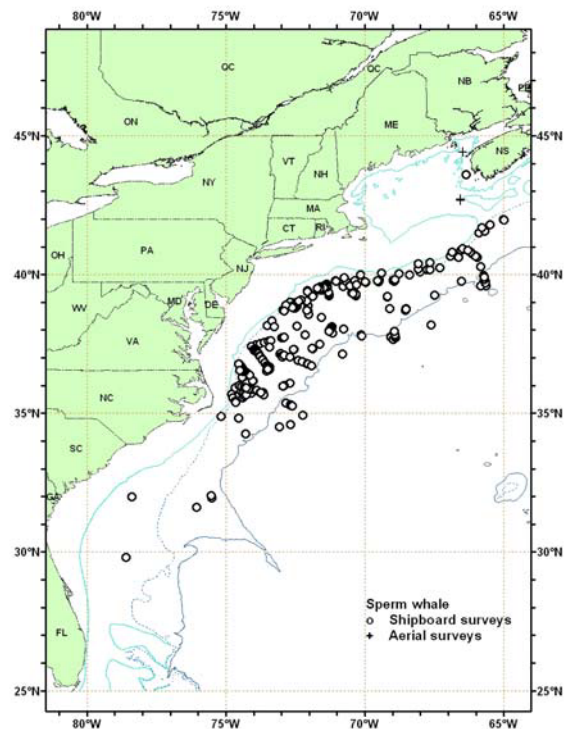 80°W 75°W 70°W 65°W
QC QC NB PE
ON ME
45°N 45°N
NS
VT
NH
NY
MA
CT RI
PA
OH NJ
40°N 40°N
MD DE
WV
VA
NC
35°N 35°N
SC
GA
30°N 30°N
Sperm whale
Shipboard surveys
FL Aerial surveys
25°N 25°N
80°W 75°W 70°W 65°W